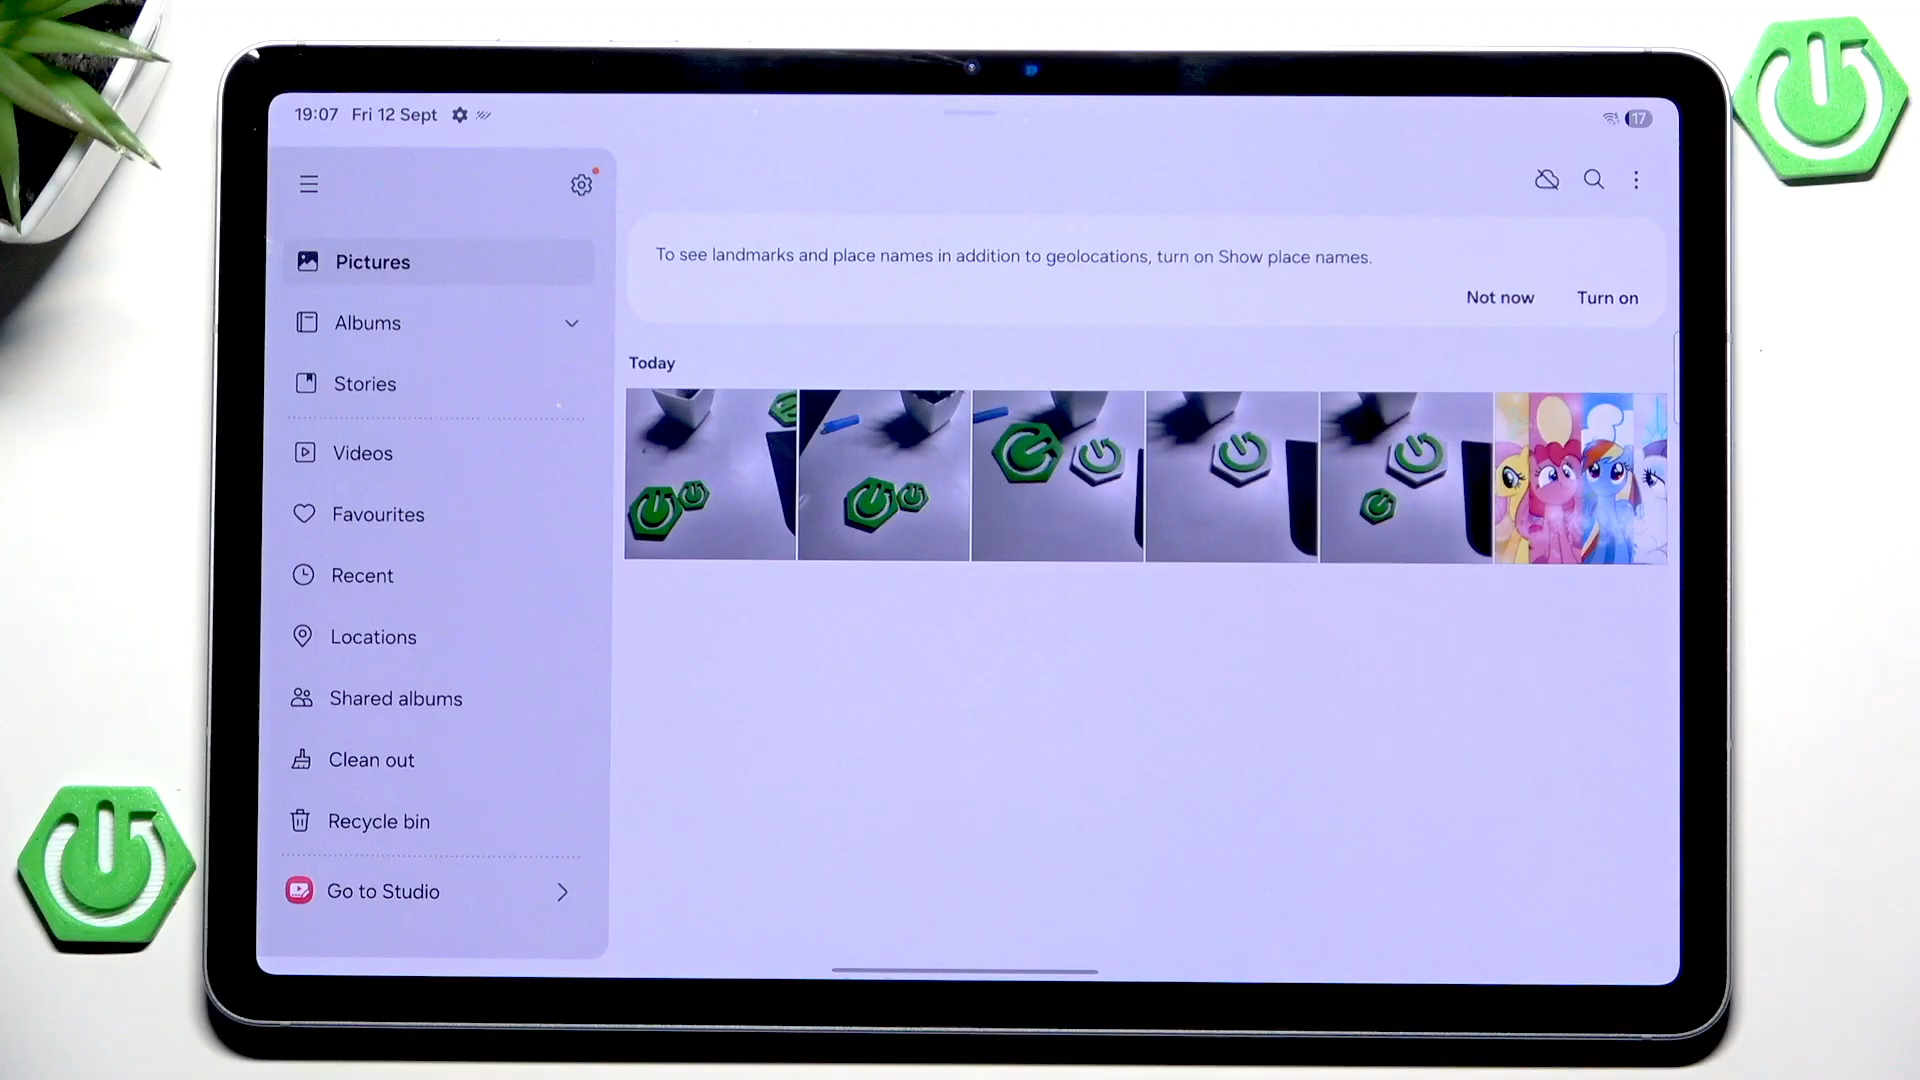 19:07 Fri 12 Sept
17
Pictures
Albums
Stories
Videos
Favourites
Recent
Locations
Shared albums
Clean out
Recycle bin
Go to Studio
To see landmarks and place names in addition to geolocations, turn on Show place names.
Not now Turn on
Today